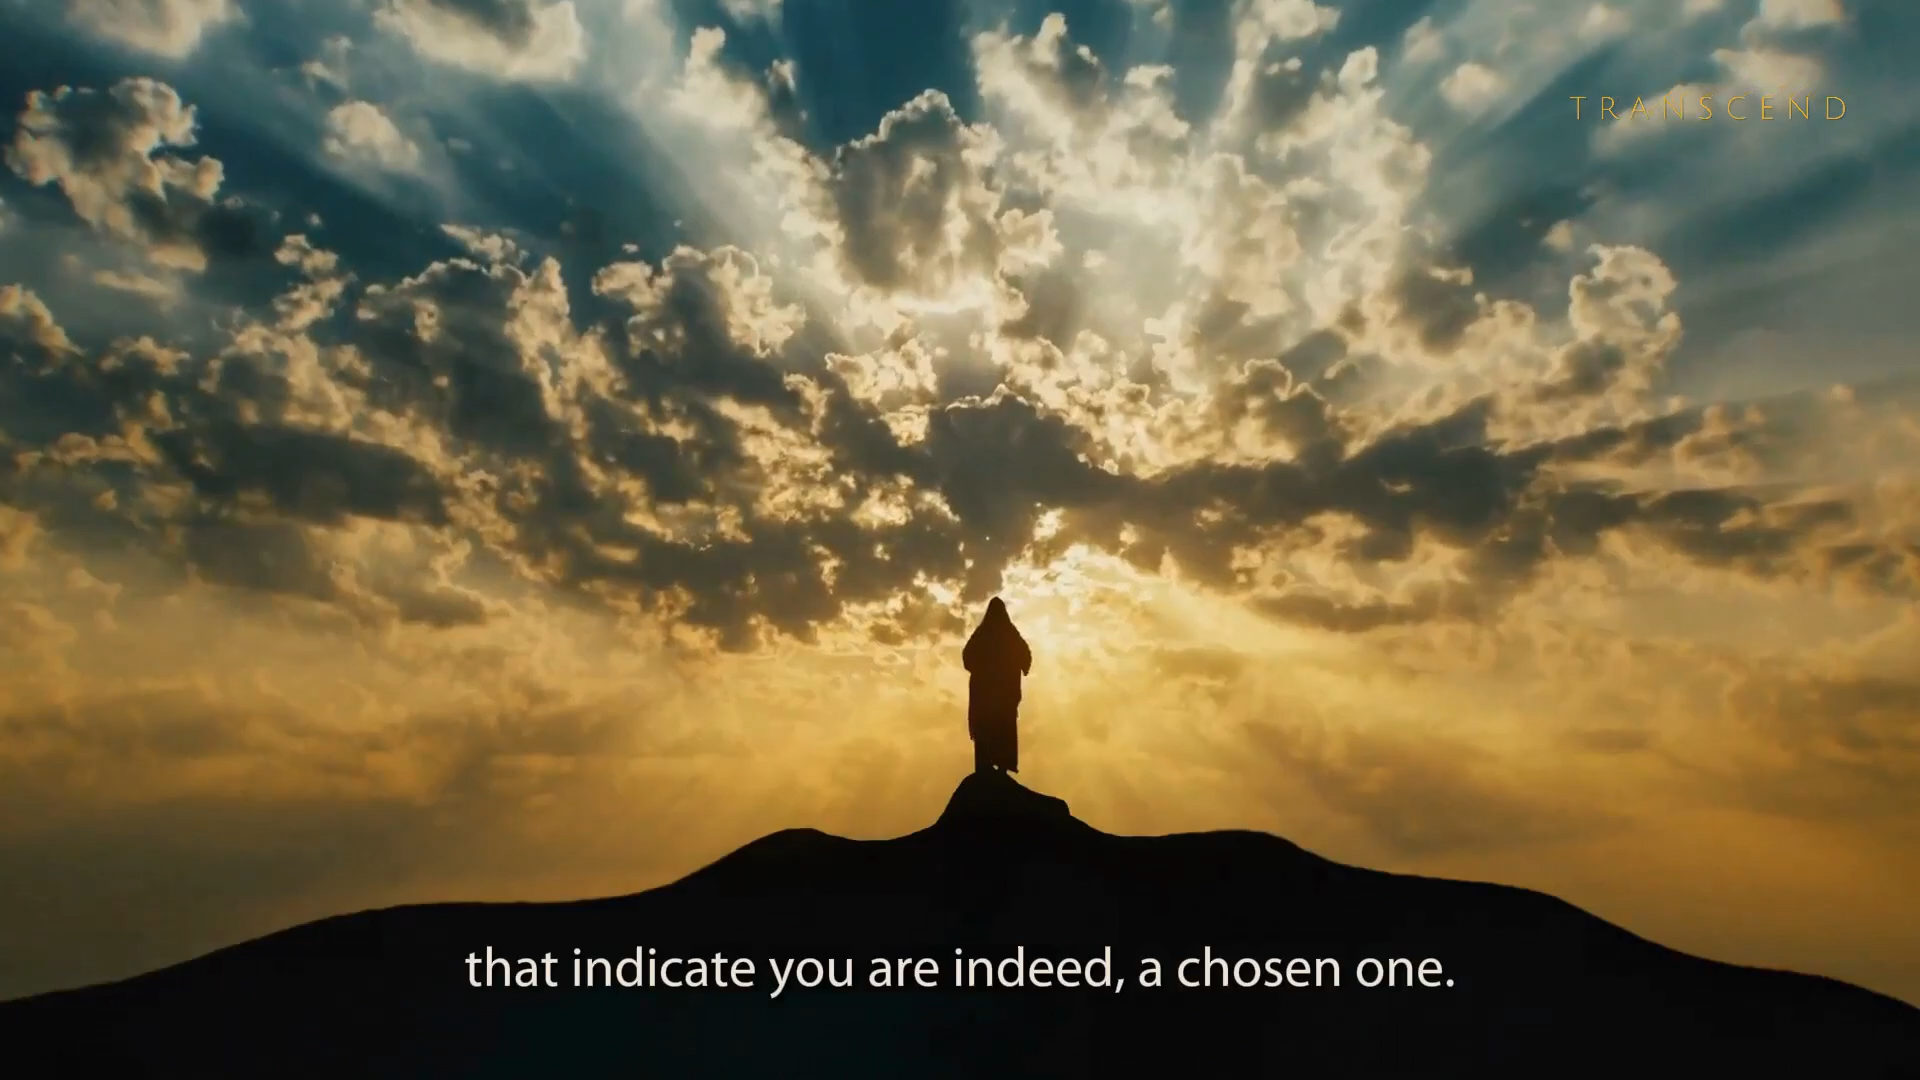 TRANSCEND
that indicate you are indeed, a chosen one.